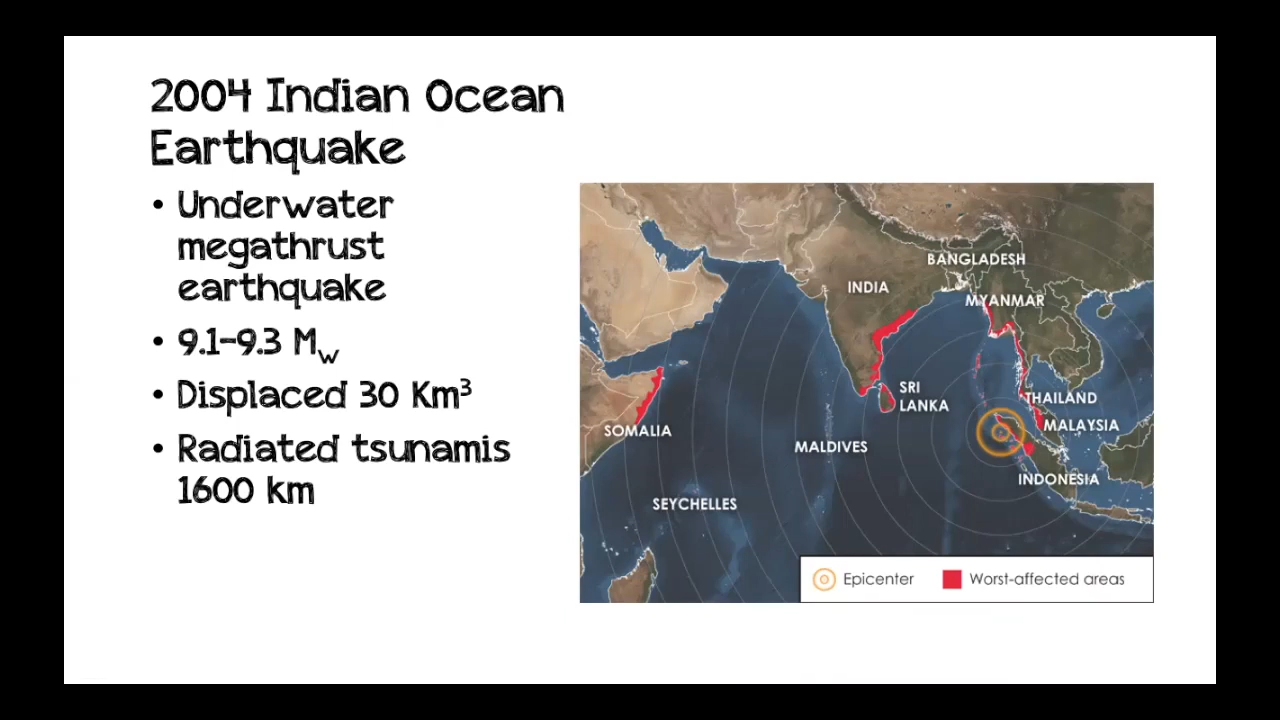 2004 Indian Ocean
Earthquake
• Underwater
megathrust
earthquake
• 9.1-9.3 Mw
• Displaced 30 Km³
• Radiated tsunamis
1600 km
BANGLADESH
INDIA
MYANMAR
SRI
LANKA
THAILAND
MALAYSIA
SOMALIA
MALDIVES
INDONESIA
SEYCHELLES
Epicenter
Worst-affected areas